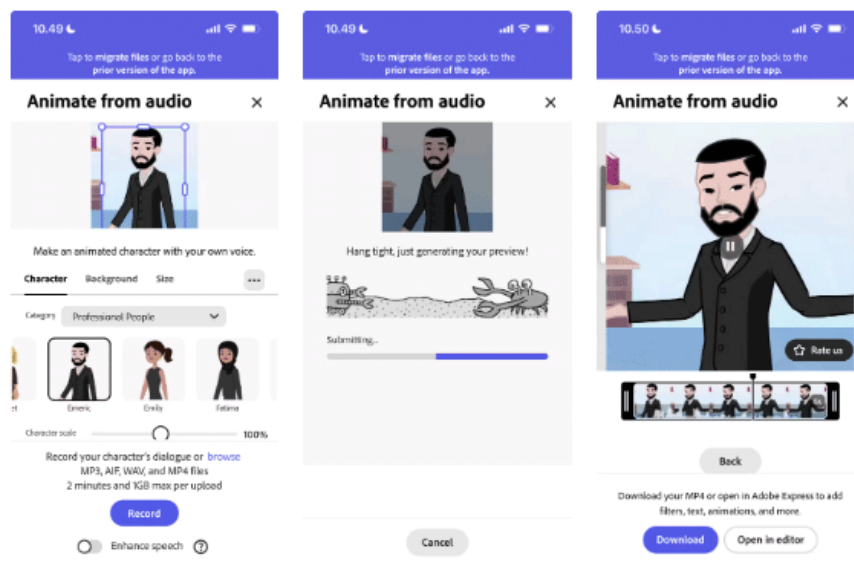 10.49
Tap to migrate files or go back to the
prior version of the app.
Animate from audio
Make an animated character with your own voice.
Character Background Size
Category Professional People
et Emeric Emily Fatima
Character scale 100%
Record your character's dialogue or browse
MP3, AIF, WAV, and MP4 files
2 minutes and 1GB max per upload
Record
Enhance speech ?
10.49
Tap to migrate files or go back to the
prior version of the app.
Animate from audio
Hang tight, just generating your preview!
Submitting..
Cancel
10.50
Tap to migrate files or go back to the
prior version of the app.
Animate from audio
Rate us
Back
Download your MP4 or open in Adobe Express to add
filters, text, animations, and more.
Download Open in editor